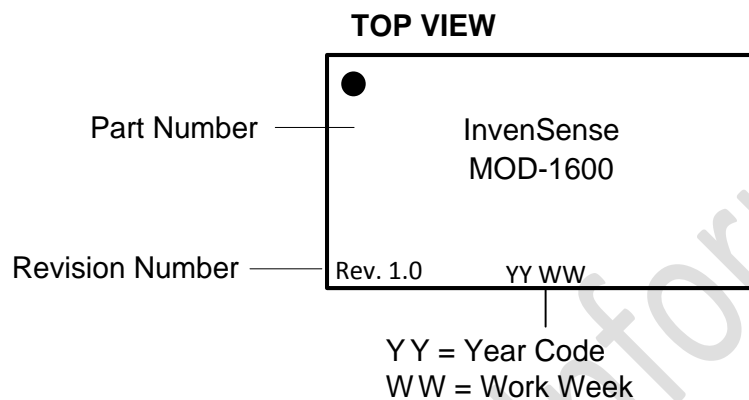 TOP VIEW
Part Number
InvenSense
MOD-1600
Revision Number
Rev. 1.0
YY WW
YY = Year Code
WW = Work Week